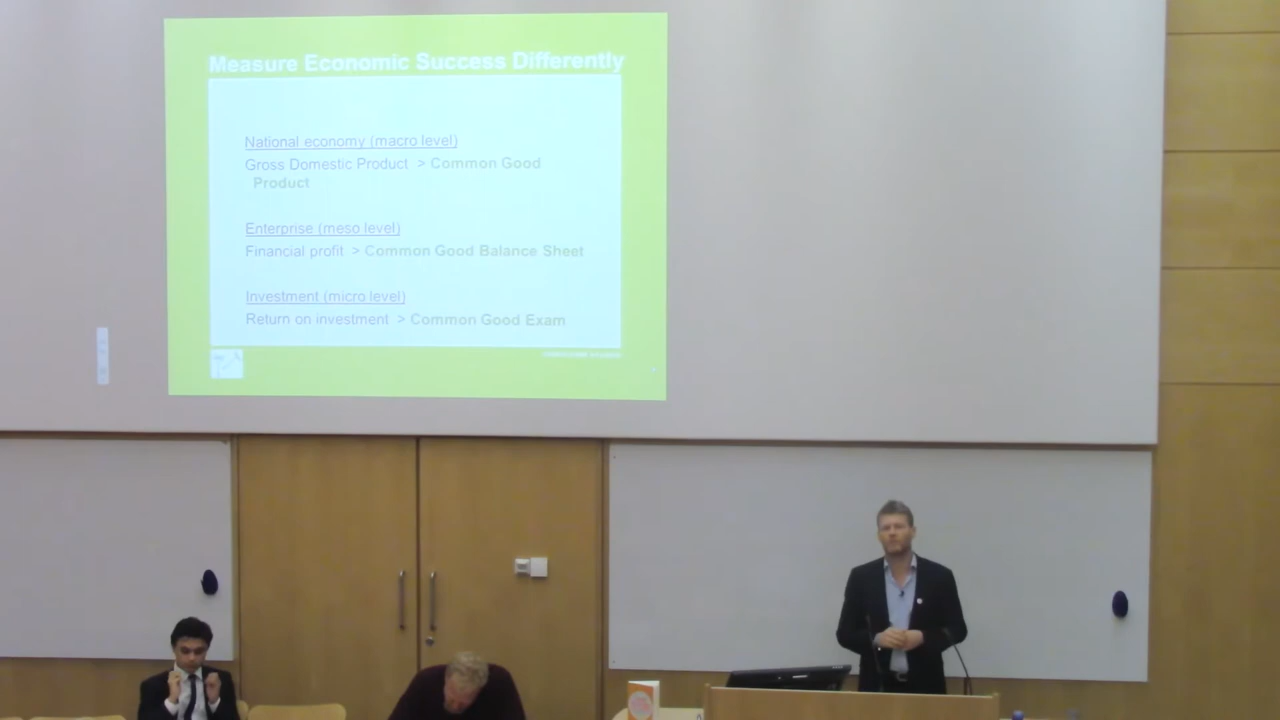 Measure Economic Success Differently
National economy (macro level)
Gross Domestic Product > Common Good
Product
Enterprise (meso level)
Financial profit > Common Good Balance Sheet
Investment (micro level)
Return on investment > Common Good Exam